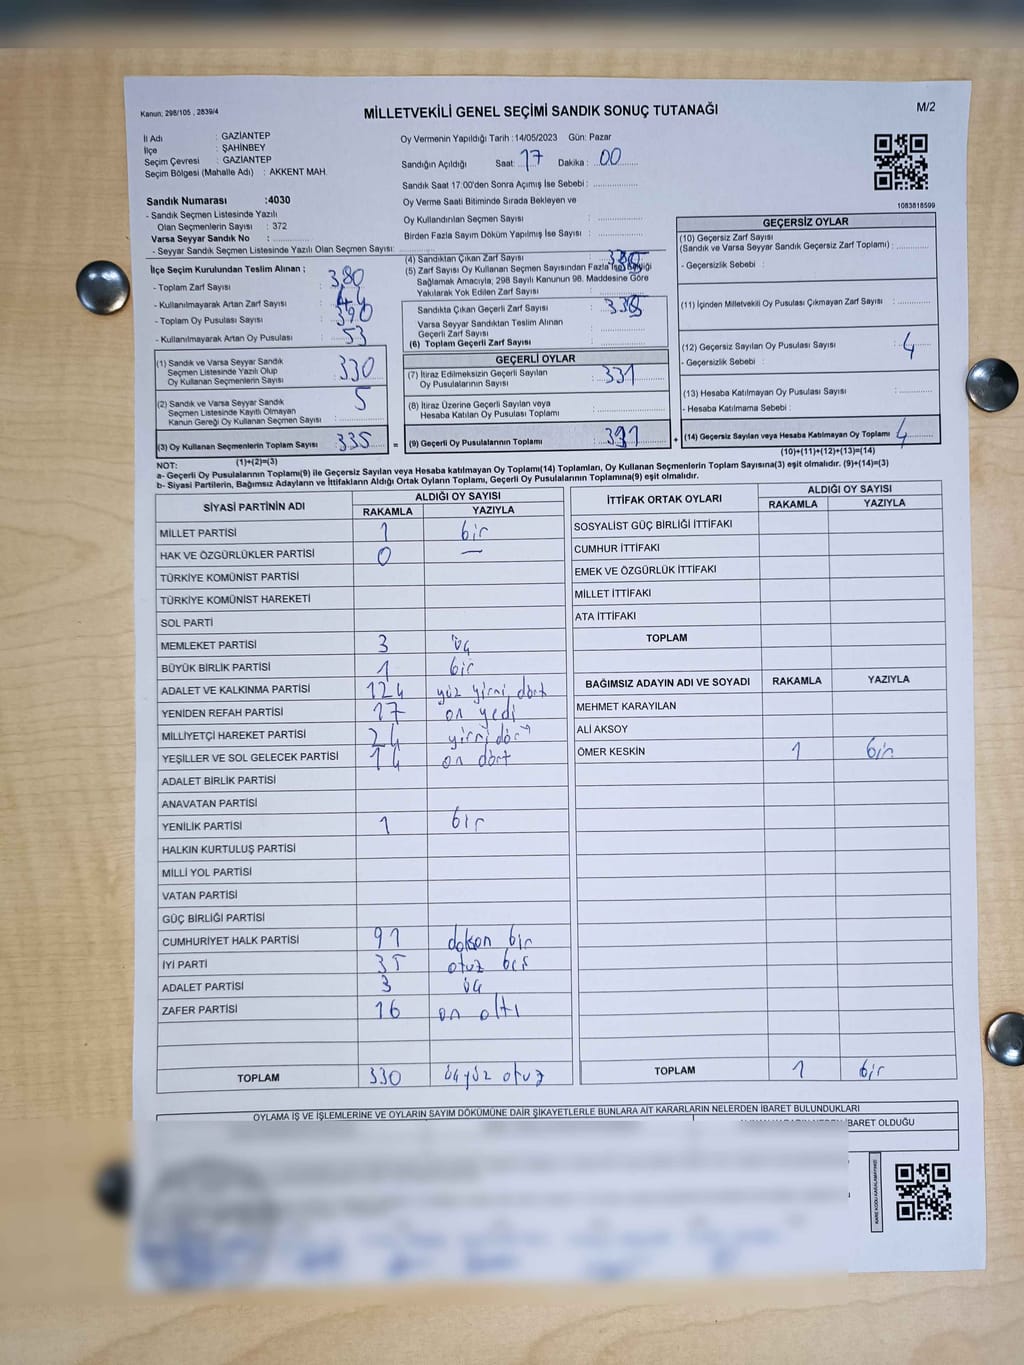 Kanun: 298/105 , 2839/4
MİLLETVEKİLİ GENEL SEÇİMİ SANDIK SONUÇ TUTANAĞI
M/2
İl Adı : GAZİANTEP
İlçe : ŞAHİNBEY
Seçim Çevresi : GAZİANTEP
Seçim Bölgesi (Mahalle Adı) : AKKENT MAH.
Oy Vermenin Yapıldığı Tarih :14/05/2023 Gün: Pazar
Sandığın Açıldığı Saat: 17 Dakika : 00
Sandık Saat 17:00'den Sonra Açımış İse Sebebi :
Oy Verme Saati Bitiminde Sırada Bekleyen ve
Oy Kullandırılan Seçmen Sayısı :
Birden Fazla Sayım Döküm Yapılmış İse Sayısı :
1083818599
Sandık Numarası :4030
- Sandık Seçmen Listesinde Yazılı
Olan Seçmenlerin Sayısı : 372
Varsa Seyyar Sandık No :
- Seyyar Sandık Seçmen Listesinde Yazılı Olan Seçmen Sayısı:
İlçe Seçim Kurulundan Teslim Alınan ;
- Toplam Zarf Sayısı : 380
- Kullanılmayarak Artan Zarf Sayısı : 44
- Toplam Oy Pusulası Sayısı : 390
- Kullanılmayarak Artan Oy Pusulası : 53
(1) Sandık ve Varsa Seyyar Sandık
Seçmen Listesinde Yazılı Olup
Oy Kullanan Seçmenlerin Sayısı : 330
(2) Sandık ve Varsa Seyyar Sandık
Seçmen Listesinde Kayıtlı Olmayan
Kanun Gereği Oy Kullanan Seçmen Sayısı : 5
(3) Oy Kullanan Seçmenlerin Toplam Sayısı : 335 =
(1)+(2)=(3)
(4) Sandıktan Çıkan Zarf Sayısı :
(5) Zarf Sayısı Oy Kullanan Seçmen Sayısından Fazla İse Eşitliği
Sağlamak Amacıyla; 298 Sayılı Kanunun 98. Maddesine Göre
Yakılarak Yok Edilen Zarf Sayısı :
Sandıkta Çıkan Geçerli Zarf Sayısı :
Varsa Seyyar Sandıktan Teslim Alınan
Geçerli Zarf Sayısı :
(6) Toplam Geçerli Zarf Sayısı :
GEÇERLİ OYLAR
(7) İtiraz Edilmeksizin Geçerli Sayılan
Oy Pusulalarının Sayısı : 331
(8) İtiraz Üzerine Geçerli Sayılan veya
Hesaba Katılan Oy Pusulası Toplamı :
(9) Geçerli Oy Pusulalarının Toplamı : 331 +
GEÇERSİZ OYLAR
(10) Geçersiz Zarf Sayısı
(Sandık ve Varsa Seyyar Sandık Geçersiz Zarf Toplamı) :
- Geçersizlik Sebebi :
(11) İçinden Milletvekili Oy Pusulası Çıkmayan Zarf Sayısı :
(12) Geçersiz Sayılan Oy Pusulası Sayısı : 4
- Geçersizlik Sebebi :
(13) Hesaba Katılmayan Oy Pusulası Sayısı :
- Hesaba Katılmama Sebebi :
(14) Geçersiz Sayılan veya Hesaba Katılmayan Oy Toplamı : 4
(10)+(11)+(12)+(13)=(14)
NOT:
a- Geçerli Oy Pusulalarının Toplamı(9) ile Geçersiz Sayılan veya Hesaba katılmayan Oy Toplamı(14) Toplamları, Oy Kullanan Seçmenlerin Toplam Sayısına(3) eşit olmalıdır. (9)+(14)=(3)
b- Siyasi Partilerin, Bağımsız Adayların ve İttifakların Aldığı Ortak Oyların Toplamı, Geçerli Oy Pusulalarının Toplamına(9) eşit olmalıdır.
SİYASİ PARTİNİN ADI ALDIĞI OY SAYISI
RAKAMLA YAZIYLA
MİLLET PARTİSİ 1 bir
HAK VE ÖZGÜRLÜKLER PARTİSİ 0 —
TÜRKİYE KOMÜNİST PARTİSİ
TÜRKİYE KOMÜNİST HAREKETİ
SOL PARTİ
MEMLEKET PARTİSİ 3 üç
BÜYÜK BİRLİK PARTİSİ 1 bir
ADALET VE KALKINMA PARTİSİ 124 yüz yirmi dört
YENİDEN REFAH PARTİSİ 17 on yedi
MİLLİYETÇİ HAREKET PARTİSİ 24 yirmi dört
YEŞİLLER VE SOL GELECEK PARTİSİ 14 on dört
ADALET BİRLİK PARTİSİ
ANAVATAN PARTİSİ
YENİLİK PARTİSİ 1 bir
HALKIN KURTULUŞ PARTİSİ
MİLLİ YOL PARTİSİ
VATAN PARTİSİ
GÜÇ BİRLİĞİ PARTİSİ
CUMHURİYET HALK PARTİSİ 91 doksan bir
İYİ PARTİ 35 otuz beş
ADALET PARTİSİ 3 üç
ZAFER PARTİSİ 16 on altı
TOPLAM 330 üçyüz otuz
İTTİFAK ORTAK OYLARI ALDIĞI OY SAYISI
RAKAMLA YAZIYLA
SOSYALİST GÜÇ BİRLİĞİ İTTİFAKI
CUMHUR İTTİFAKI
EMEK VE ÖZGÜRLÜK İTTİFAKI
MİLLET İTTİFAKI
ATA İTTİFAKI
TOPLAM
BAĞIMSIZ ADAYIN ADI VE SOYADI RAKAMLA YAZIYLA
MEHMET KARAYILAN
ALİ AKSOY
ÖMER KESKİN 1 bir
TOPLAM 1 bir
OYLAMA İŞ VE İŞLEMLERİNE VE OYLARIN SAYIM DÖKÜMÜNE DAİR ŞİKAYETLERLE BUNLARA AİT KARARLARIN NELERDEN İBARET BULUNDUKLARI
İBARET OLDUĞU
KARE KODU KARALAMAYINIZ!